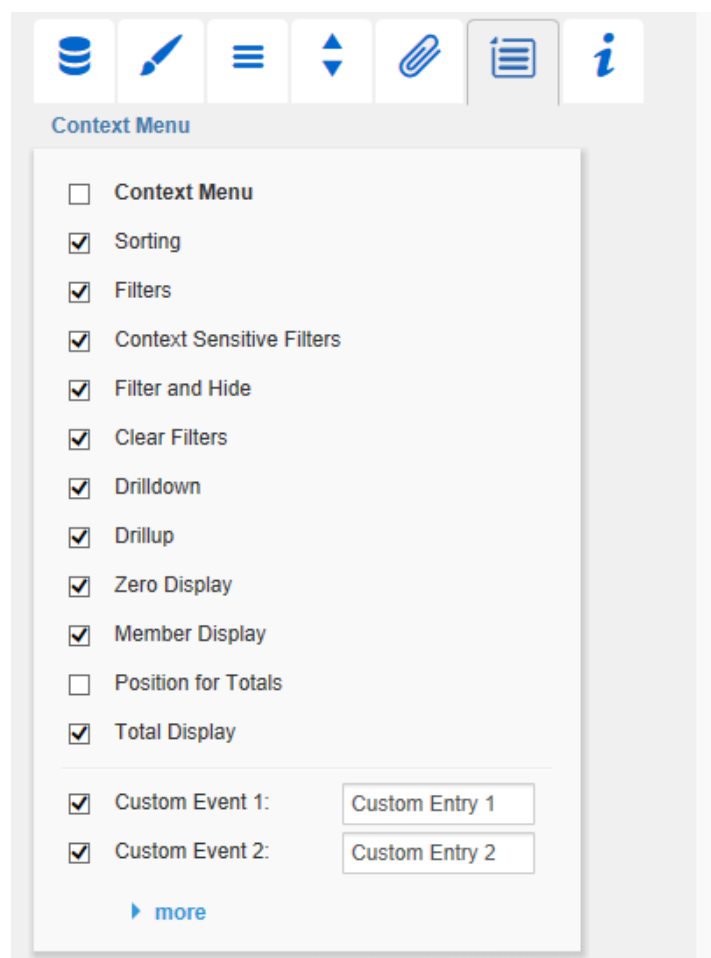 Context Menu
Context Menu
Sorting
Filters
Context Sensitive Filters
Filter and Hide
Clear Filters
Drilldown
Drillup
Zero Display
Member Display
Position for Totals
Total Display
Custom Event 1: Custom Entry 1
Custom Event 2: Custom Entry 2
more